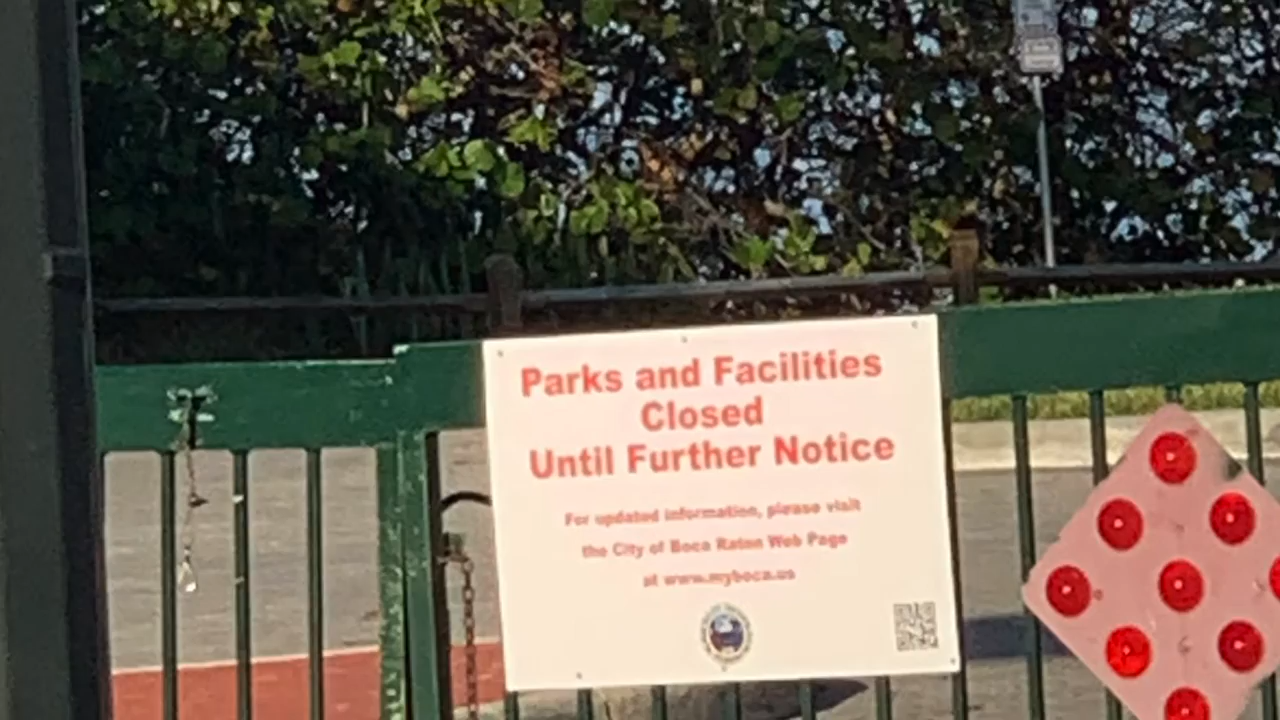 Parks and Facilities
Closed
Until Further Notice
For updated information, please visit
the City of Boca Raton Web Page
at www.myboca.us